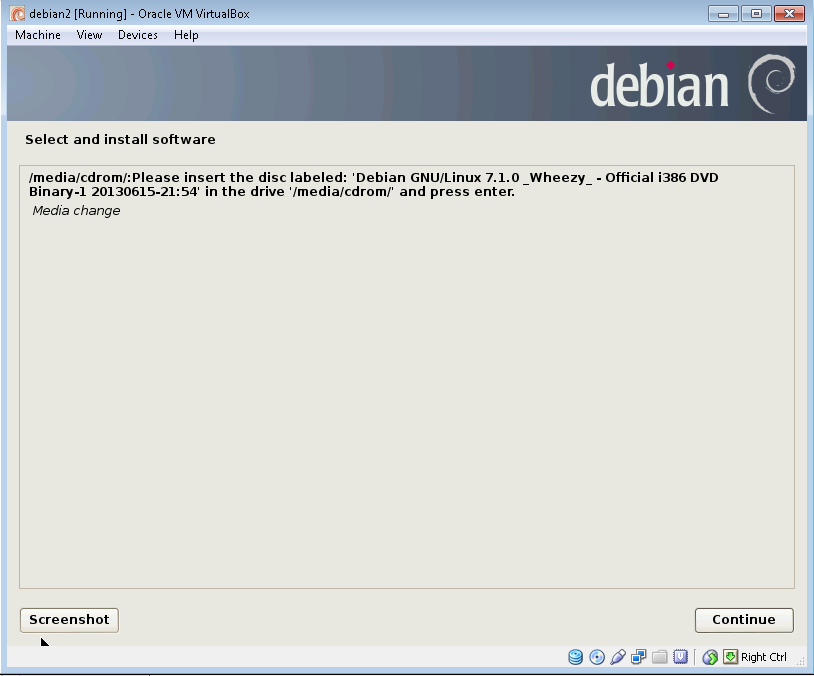 debian2 [Running] - Oracle VM VirtualBox
Machine View Devices Help
debian
Select and install software
/media/cdrom/:Please insert the disc labeled: 'Debian GNU/Linux 7.1.0 _Wheezy_ - Official i386 DVD
Binary-1 20130615-21:54' in the drive '/media/cdrom/' and press enter.
Media change
Screenshot
Continue
Right Ctrl